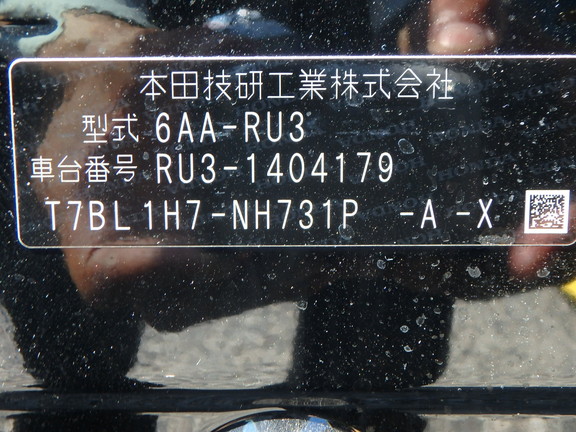 本田技研工業株式会社
型式 6AA-RU3
車台番号 RU3-1404179
T7BL1H7-NH731P -A -X